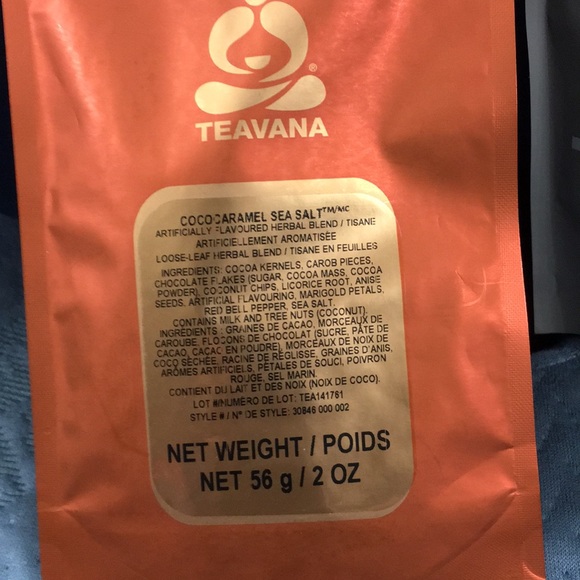 ®
TEAVANA
COCO CARAMEL SEA SALT™/MC
ARTIFICIALLY FLAVOURED HERBAL BLEND / TISANE
ARTIFICIELLEMENT AROMATISÉE
LOOSE-LEAF HERBAL BLEND / TISANE EN FEUILLES
INGREDIENTS: COCOA KERNELS, CAROB PIECES,
CHOCOLATE FLAKES (SUGAR, COCOA MASS, COCOA
POWDER), COCONUT CHIPS, LICORICE ROOT, ANISE
SEEDS, ARTIFICIAL FLAVOURING, MARIGOLD PETALS,
RED BELL PEPPER, SEA SALT.
CONTAINS MILK AND TREE NUTS (COCONUT).
INGRÉDIENTS : GRAINES DE CACAO, MORCEAUX DE
CAROUBE, FLOCONS DE CHOCOLAT (SUCRE, PÂTE DE
CACAO, CACAO EN POUDRE), MORCEAUX DE NOIX DE
COCO SÉCHÉE, RACINE DE RÉGLISSE, GRAINES D'ANIS,
ARÔMES ARTIFICIELS, PÉTALES DE SOUCI, POIVRON
ROUGE, SEL MARIN.
CONTIENT DU LAIT ET DES NOIX (NOIX DE COCO).
LOT #/NUMÉRO DE LOT: TEA141761
STYLE # / N° DE STYLE: 30846 000 002
NET WEIGHT / POIDS
NET 56 g / 2 OZ